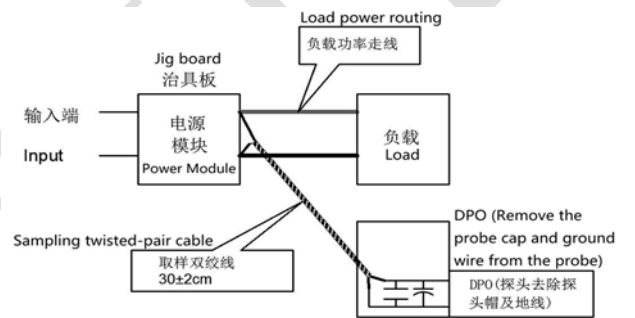 Load power routing
负载功率走线
Jig board
治具板
输入端
Input
电源
模块
Power Module
负载
Load
Sampling twisted-pair cable
取样双绞线
30±2cm
DPO (Remove the
probe cap and ground
wire from the probe)
DPO(探头去除探
头帽及地线)